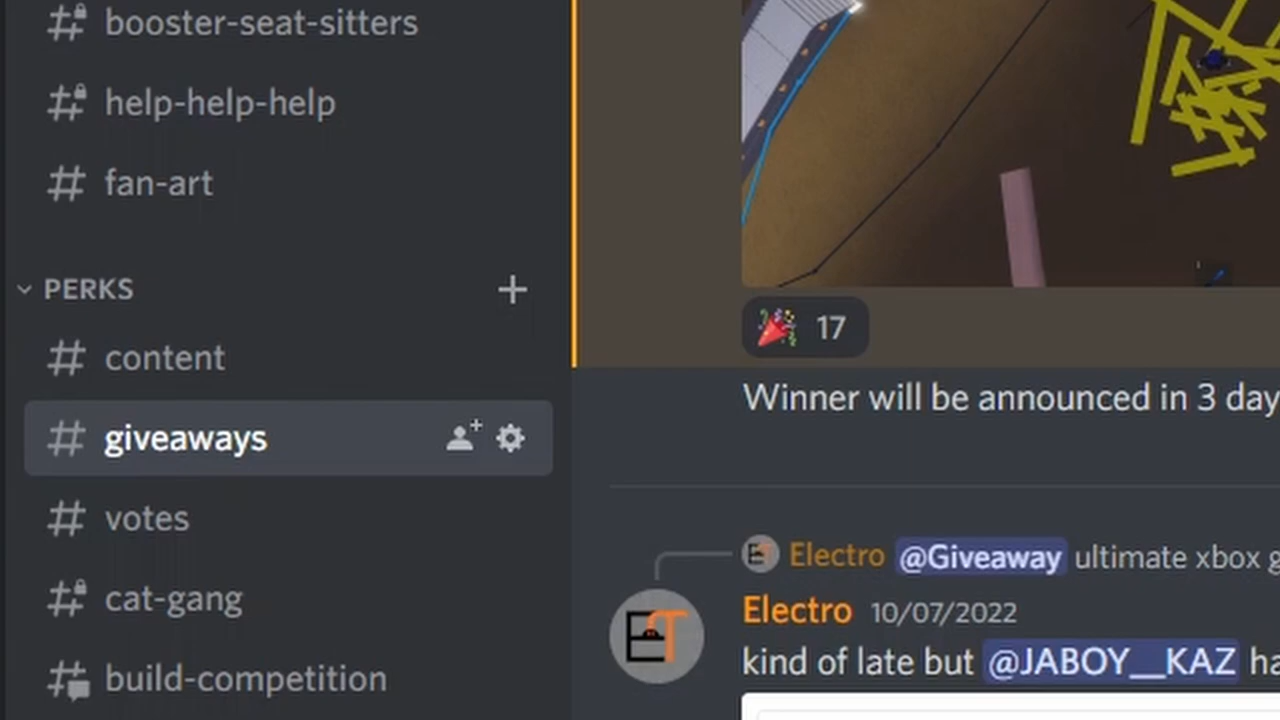 booster-seat-sitters
help-help-help
fan-art
PERKS
content
giveaways
votes
cat-gang
build-competition
17
Winner will be announced in 3 day
Electro @Giveaway ultimate xbox g
Electro 10/07/2022
kind of late but @JABOY__KAZ ha
ET